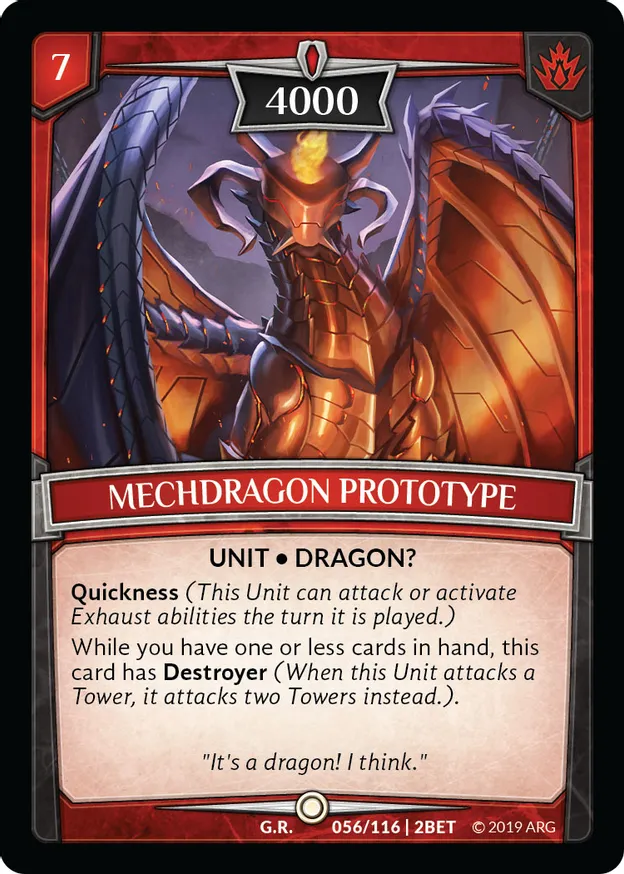 7
4000
MECHDRAGON PROTOTYPE
UNIT • DRAGON?
Quickness (This Unit can attack or activate
Exhaust abilities the turn it is played.)
While you have one or less cards in hand, this
card has Destroyer (When this Unit attacks a
Tower, it attacks two Towers instead.).
"It's a dragon! I think."
G.R. 056/116 | 2BET © 2019 ARG